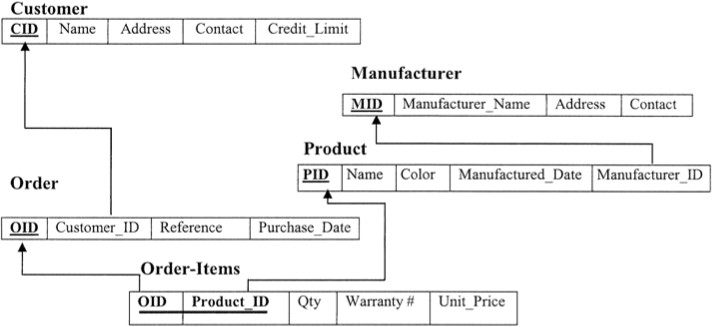 Customer
CID Name Address Contact Credit_Limit
Manufacturer
MID Manufacturer_Name Address Contact
Product
PID Name Color Manufactured_Date Manufacturer_ID
Order
OID Customer_ID Reference Purchase_Date
Order-Items
OID Product_ID Qty Warranty # Unit_Price